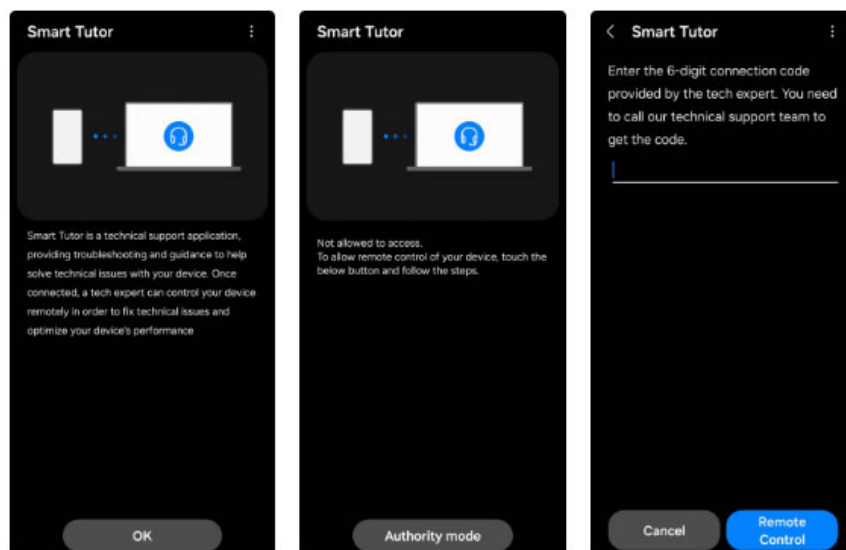 Smart Tutor
Smart Tutor is a technical support application,
providing troubleshooting and guidance to help
solve technical issues with your device. Once
connected, a tech expert can control your device
remotely in order to fix technical issues and
optimize your device's performance
OK
Smart Tutor
Not allowed to access.
To allow remote control of your device, touch the
below button and follow the steps.
Authority mode
Smart Tutor
Enter the 6-digit connection code
provided by the tech expert. You need
to call our technical support team to
get the code.
Cancel
Remote
Control